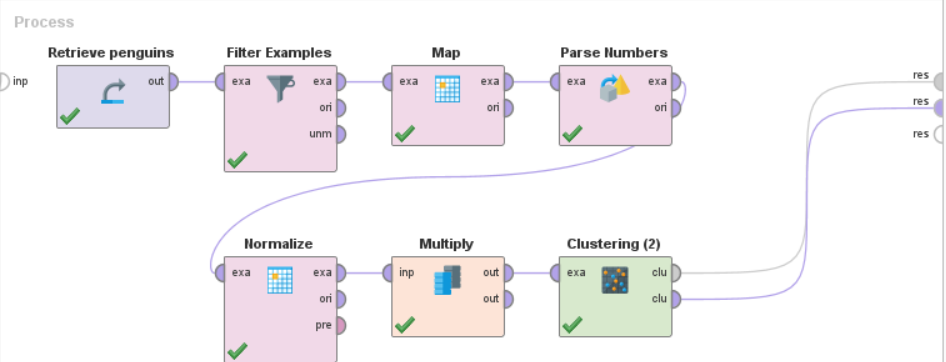 Process
Retrieve penguins Filter Examples Map Parse Numbers
inp out exa exa exa exa exa exa res
ori ori ori res
unm res
Normalize Multiply Clustering (2)
exa exa inp out exa clu
ori out clu
pre